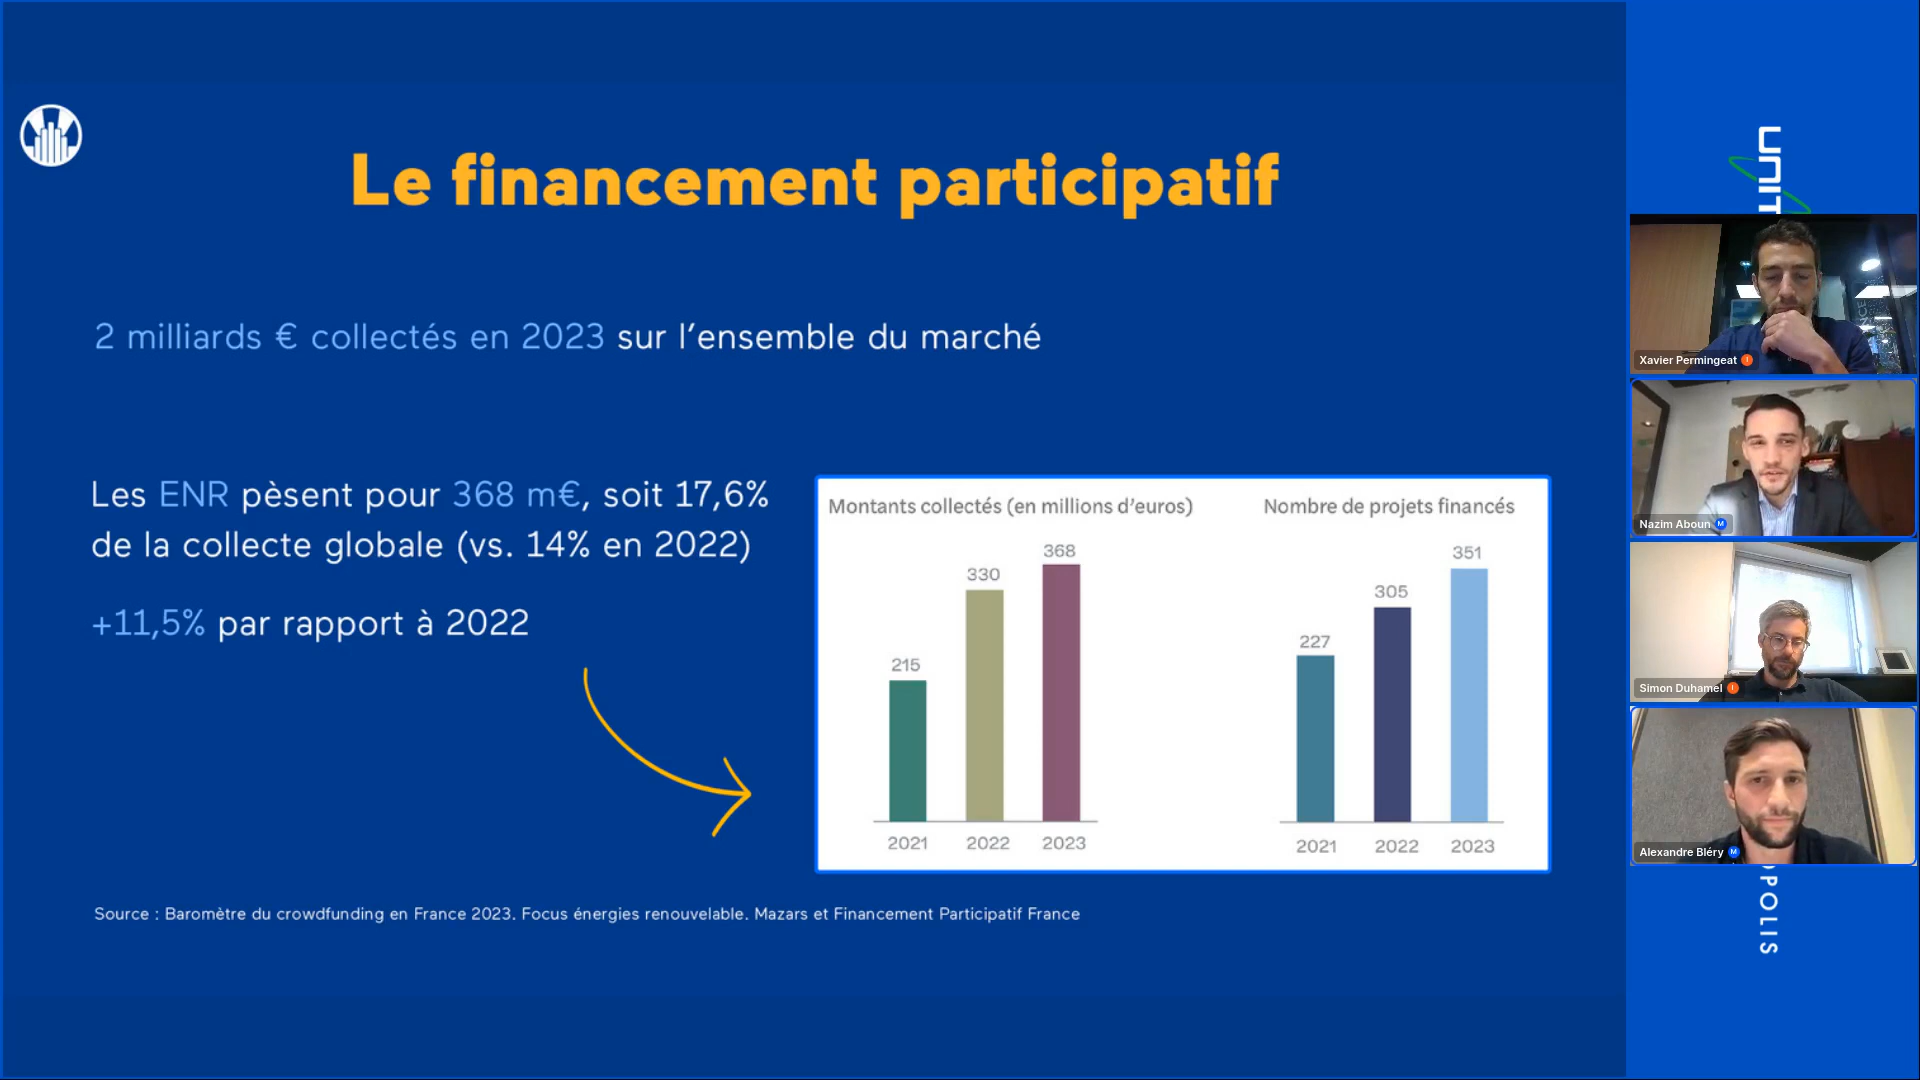 Le financement participatif
2 milliards € collectés en 2023 sur l’ensemble du marché
Les ENR pèsent pour 368 m€, soit 17,6%
de la collecte globale (vs. 14% en 2022)
+11,5% par rapport à 2022
Montants collectés (en millions d’euros)
215
330
368
2021
2022
2023
Nombre de projets financés
227
305
351
2021
2022
2023
Source : Baromètre du crowdfunding en France 2023. Focus énergies renouvelable. Mazars et Financement Participatif France
UNIT
Xavier Permingeat
Nazim Aboun M
Simon Duhamel
Alexandre Bléry M
OPOLIS